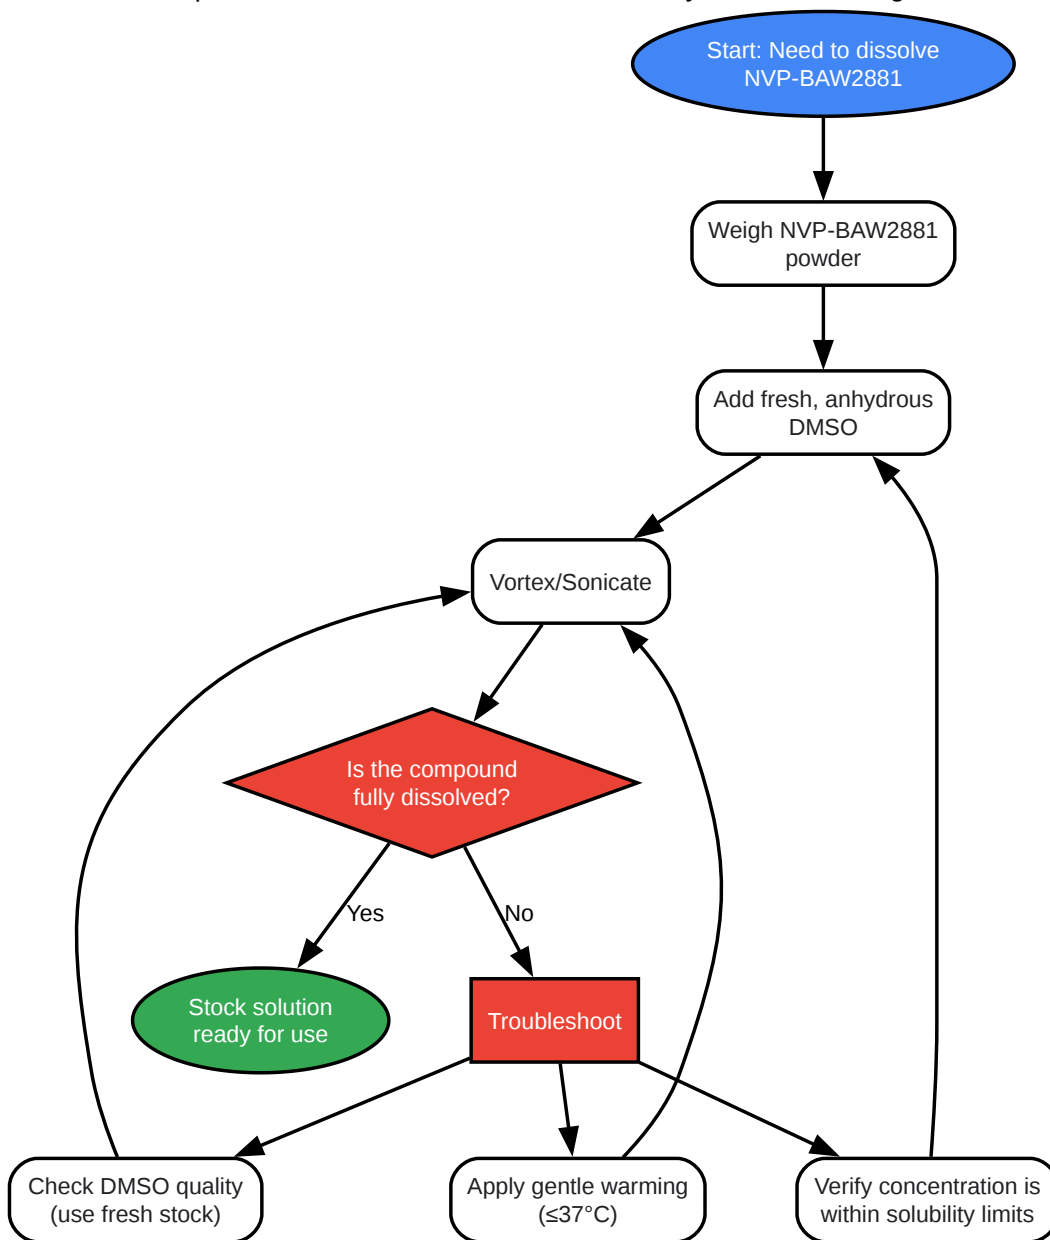 Start: Need to dissolve
NVP-BAW2881
Weigh NVP-BAW2881
powder
Add fresh, anhydrous
DMSO
Vortex/Sonicate
Is the compound
fully dissolved?
Yes
No
Stock solution
ready for use
Troubleshoot
Check DMSO quality
(use fresh stock)
Apply gentle warming
(≤37°C)
Verify concentration is
within solubility limits